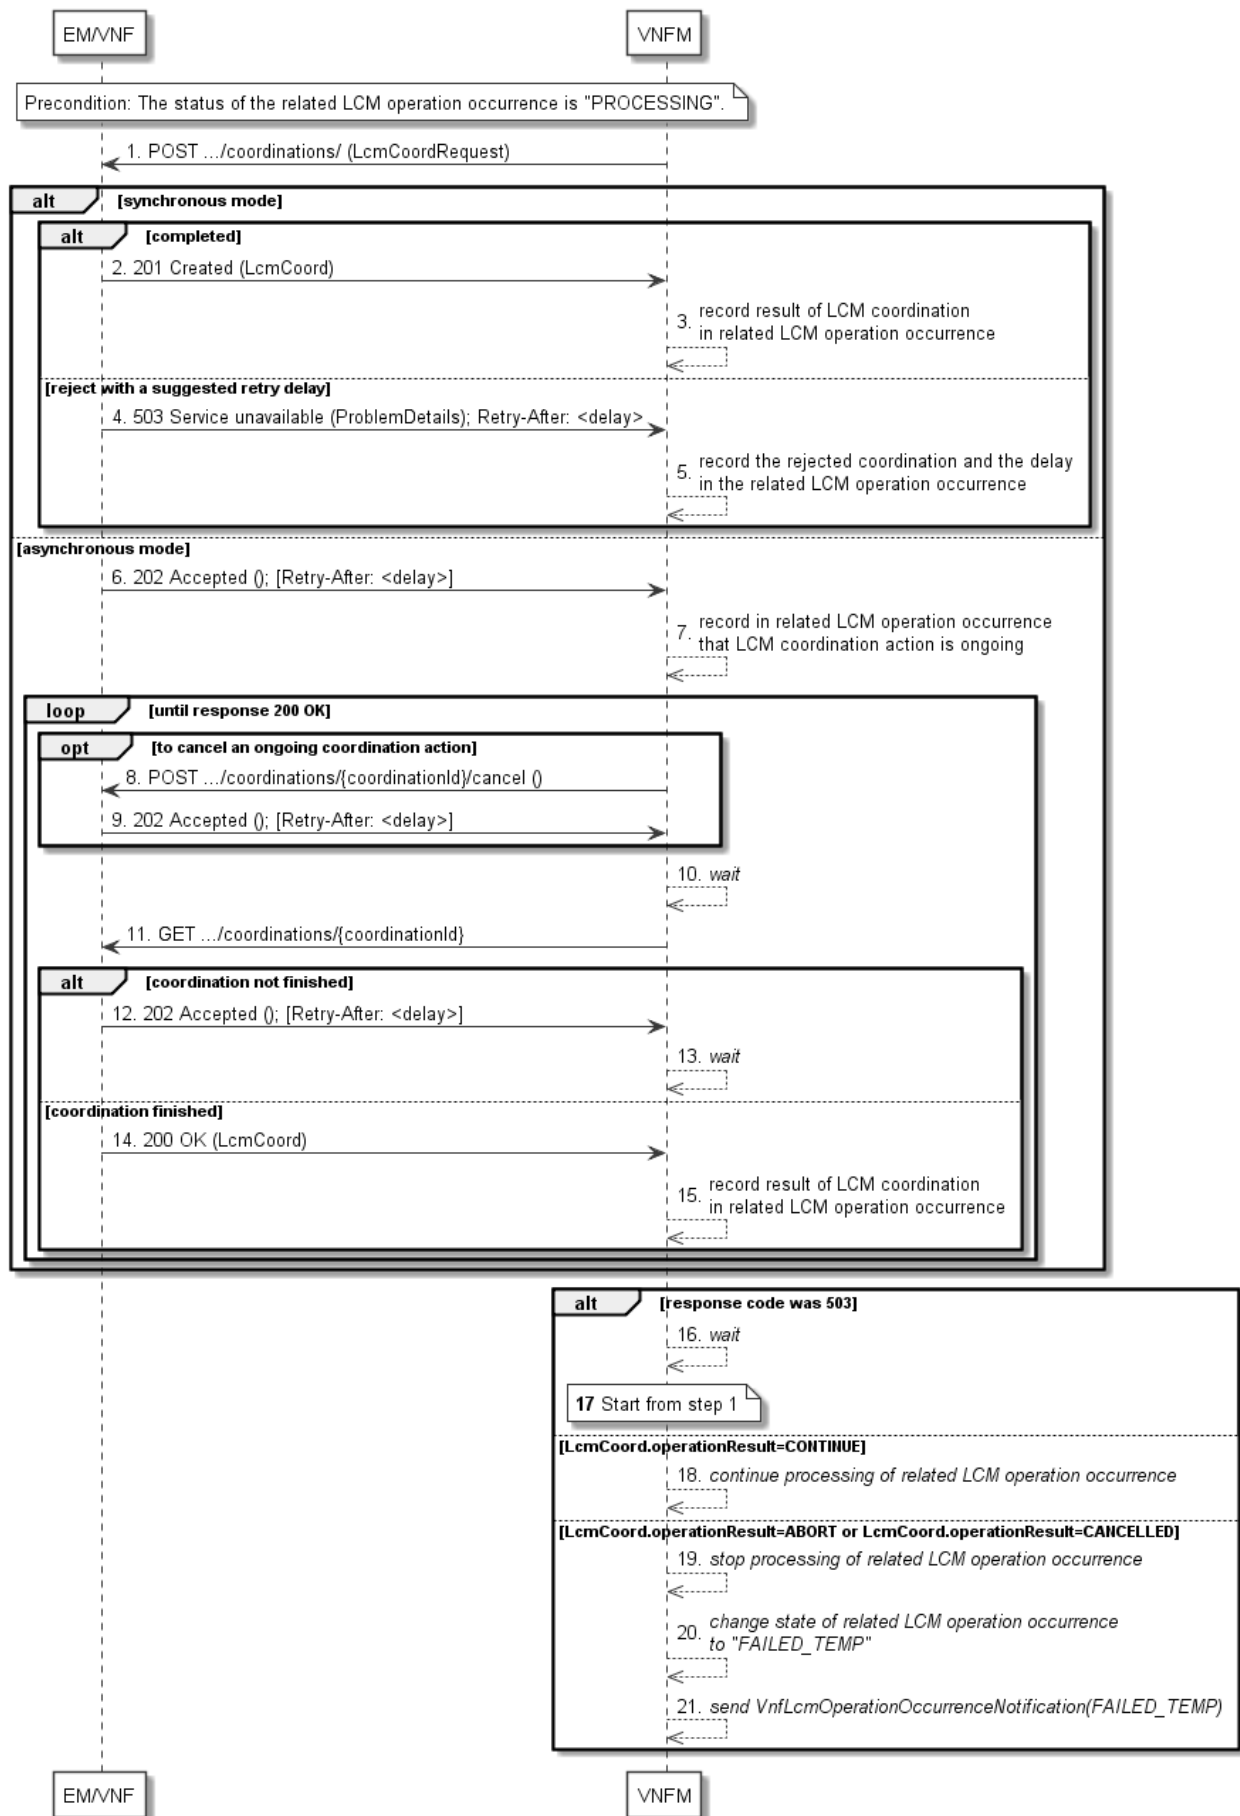 EM/VNF
VNFM
Precondition: The status of the related LCM operation occurrence is "PROCESSING".
1. POST .../coordinations/ (LcmCoordRequest)
alt
[synchronous mode]
alt
[completed]
2. 201 Created (LcmCoord)
3. record result of LCM coordination
in related LCM operation occurrence
[reject with a suggested retry delay]
4. 503 Service unavailable (ProblemDetails); Retry-After: <delay>
5. record the rejected coordination and the delay
in the related LCM operation occurrence
[asynchronous mode]
6. 202 Accepted (); [Retry-After: <delay>]
7. record in related LCM operation occurrence
that LCM coordination action is ongoing
loop
[until response 200 OK]
opt
[to cancel an ongoing coordination action]
8. POST .../coordinations/{coordinationId}/cancel ()
9. 202 Accepted (); [Retry-After: <delay>]
10. wait
11. GET .../coordinations/{coordinationId}
alt
[coordination not finished]
12. 202 Accepted (); [Retry-After: <delay>]
13. wait
[coordination finished]
14. 200 OK (LcmCoord)
15. record result of LCM coordination
in related LCM operation occurrence
alt
[response code was 503]
16. wait
17 Start from step 1
[LcmCoord.operationResult=CONTINUE]
18. continue processing of related LCM operation occurrence
[LcmCoord.operationResult=ABORT or LcmCoord.operationResult=CANCELLED]
19. stop processing of related LCM operation occurrence
20. change state of related LCM operation occurrence
to "FAILED_TEMP"
21. send VnfLcmOperationOccurrenceNotification(FAILED_TEMP)
EM/VNF
VNFM